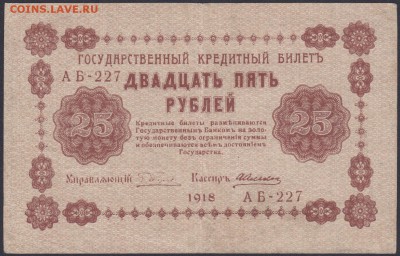 COINS.LAVE.RU
ГОСУДАРСТВЕННЫЙ КРЕДИТНЫЙ БИЛЕТЪ
АБ-227
ДВАДЦАТЬ ПЯТЬ
РУБЛЕЙ
25
25
Кредитные билеты размѣниваются
Государственнымъ Банкомъ на золо-
тую монету безъ ограниченія суммы
и обезпечиваются всѣмъ достояніемъ
Государства.
Управляющій
Кассиръ
1918
АБ-227